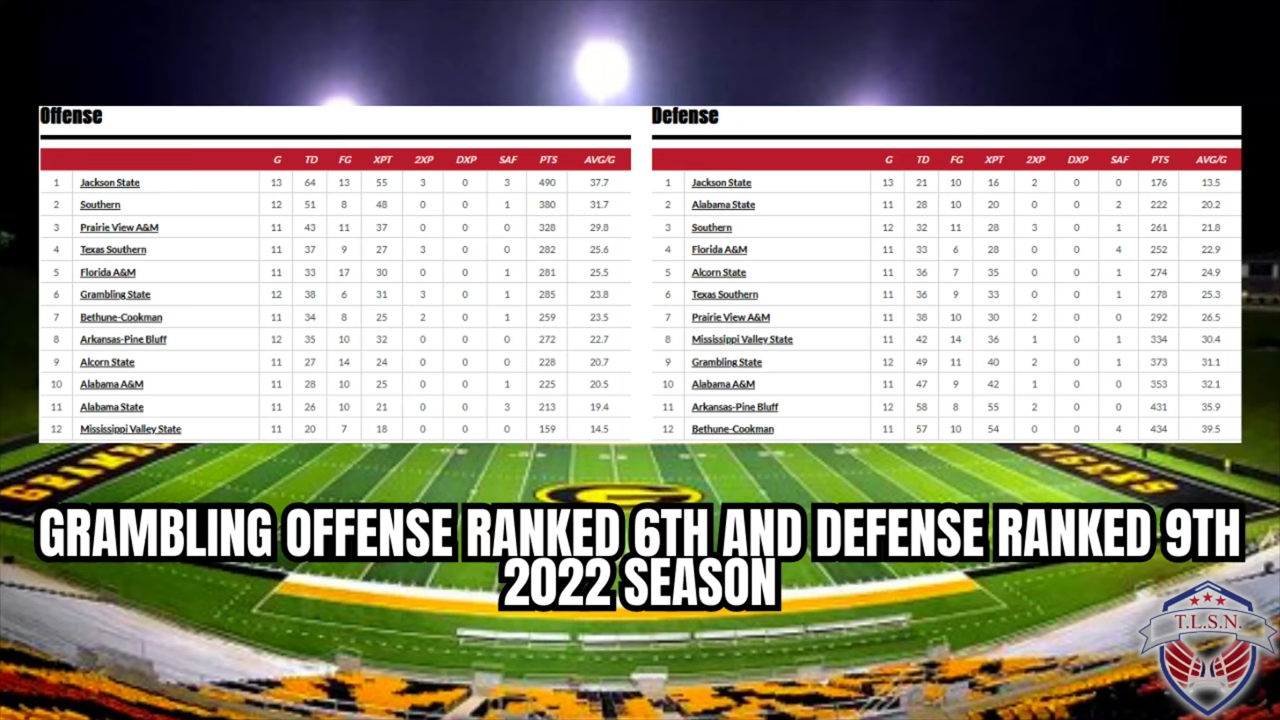 Offense
G TD FG XPT 2XP DXP SAF PTS AVG/G
1 Jackson State 13 64 13 55 3 0 3 490 37.7
2 Southern 12 51 8 48 0 0 1 380 31.7
3 Prairie View A&M 11 43 11 37 0 0 0 328 29.8
4 Texas Southern 11 37 9 27 3 0 0 282 25.6
5 Florida A&M 11 33 17 30 0 0 1 281 25.5
6 Grambling State 12 38 6 31 3 0 1 285 23.8
7 Bethune-Cookman 11 34 8 25 2 0 1 259 23.5
8 Arkansas-Pine Bluff 12 35 10 32 0 0 0 272 22.7
9 Alcorn State 11 27 14 24 0 0 0 228 20.7
10 Alabama A&M 11 28 10 25 0 0 1 225 20.5
11 Alabama State 11 26 10 21 0 0 3 213 19.4
12 Mississippi Valley State 11 20 7 18 0 0 0 159 14.5
Defense
G TD FG XPT 2XP DXP SAF PTS AVG/G
1 Jackson State 13 21 10 16 2 0 0 176 13.5
2 Alabama State 11 28 10 20 0 0 2 222 20.2
3 Southern 12 32 11 28 3 0 1 261 21.8
4 Florida A&M 11 33 6 28 0 0 4 252 22.9
5 Alcorn State 11 36 7 35 0 0 1 274 24.9
6 Texas Southern 11 36 9 33 0 0 1 278 25.3
7 Prairie View A&M 11 38 10 30 2 0 0 292 26.5
8 Mississippi Valley State 11 42 14 36 1 0 1 334 30.4
9 Grambling State 12 49 11 40 2 0 1 373 31.1
10 Alabama A&M 11 47 9 42 1 0 0 353 32.1
11 Arkansas-Pine Bluff 12 58 8 55 2 0 0 431 35.9
12 Bethune-Cookman 11 57 10 54 0 0 4 434 39.5
TIGERS
GRAMBLING OFFENSE RANKED 6TH AND DEFENSE RANKED 9TH
2022 SEASON
T.L.S.N.